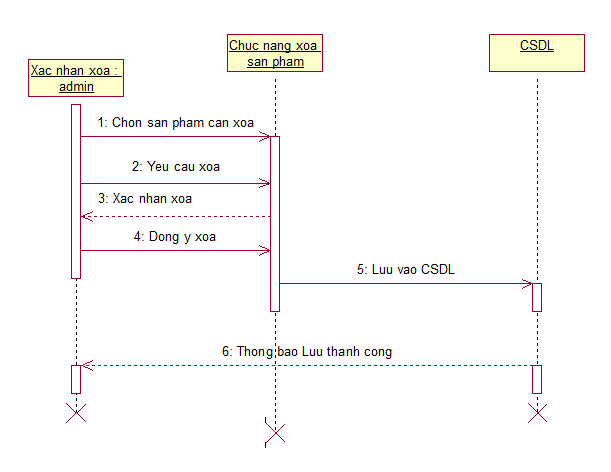 Chuc nang xoa
san pham
CSDL
Xac nhan xoa :
admin
1: Chon san pham can xoa
2: Yeu cau xoa
3: Xac nhan xoa
4: Dong y xoa
5: Luu vao CSDL
6: Thong bao Luu thanh cong